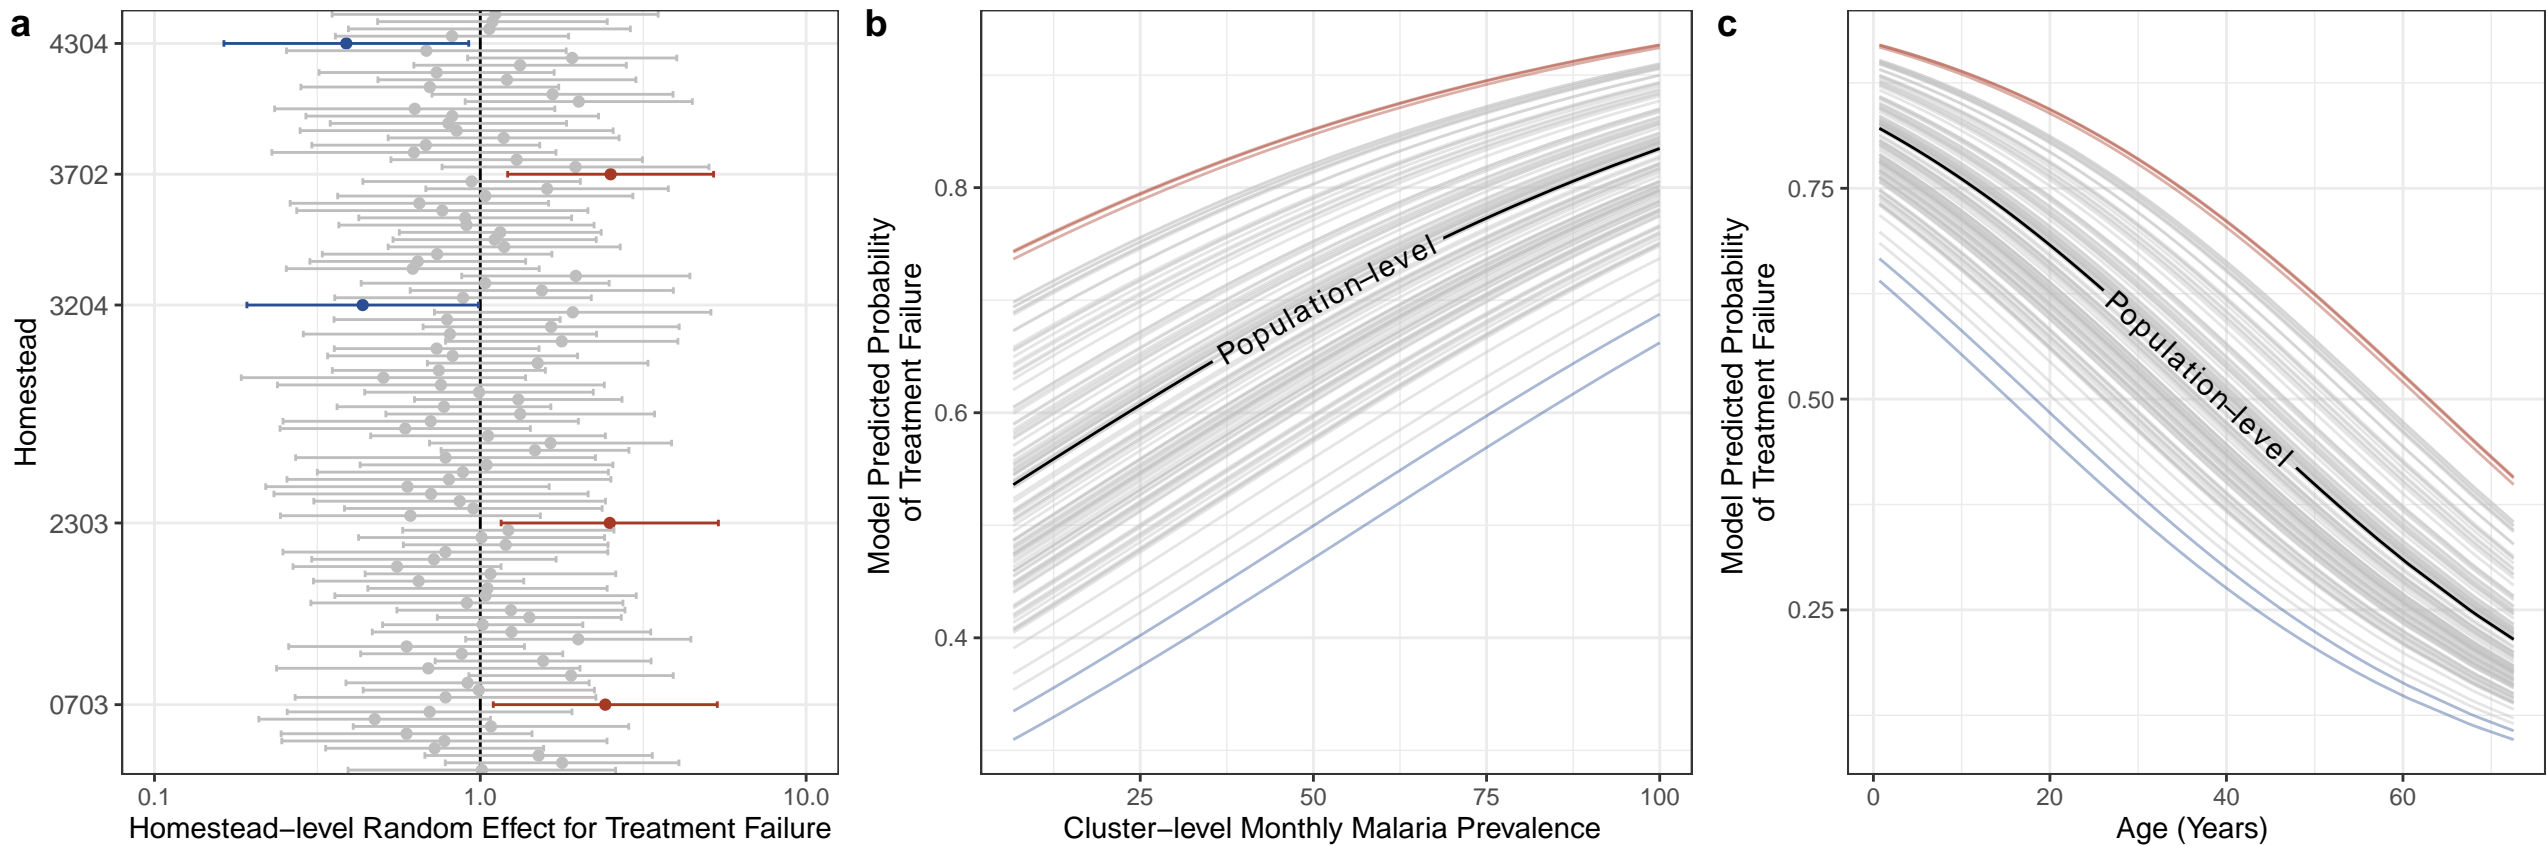 a
4304
3702
3204
2303
0703
Homestead
0.1
1.0
10.0
Homestead−level Random Effect for Treatment Failure
b
Model Predicted Probability
of Treatment Failure
0.8
0.6
0.4
Population−level
25
50
75
100
Cluster−level Monthly Malaria Prevalence
c
Model Predicted Probability
of Treatment Failure
0.75
0.50
0.25
Population−level
0
20
40
60
Age (Years)